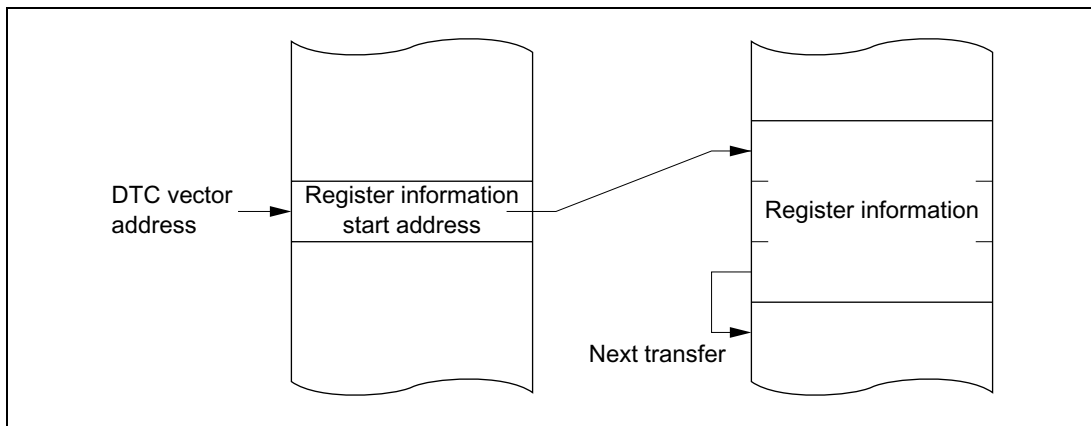 DTC vector
address
Register information
start address
Register information
Next transfer